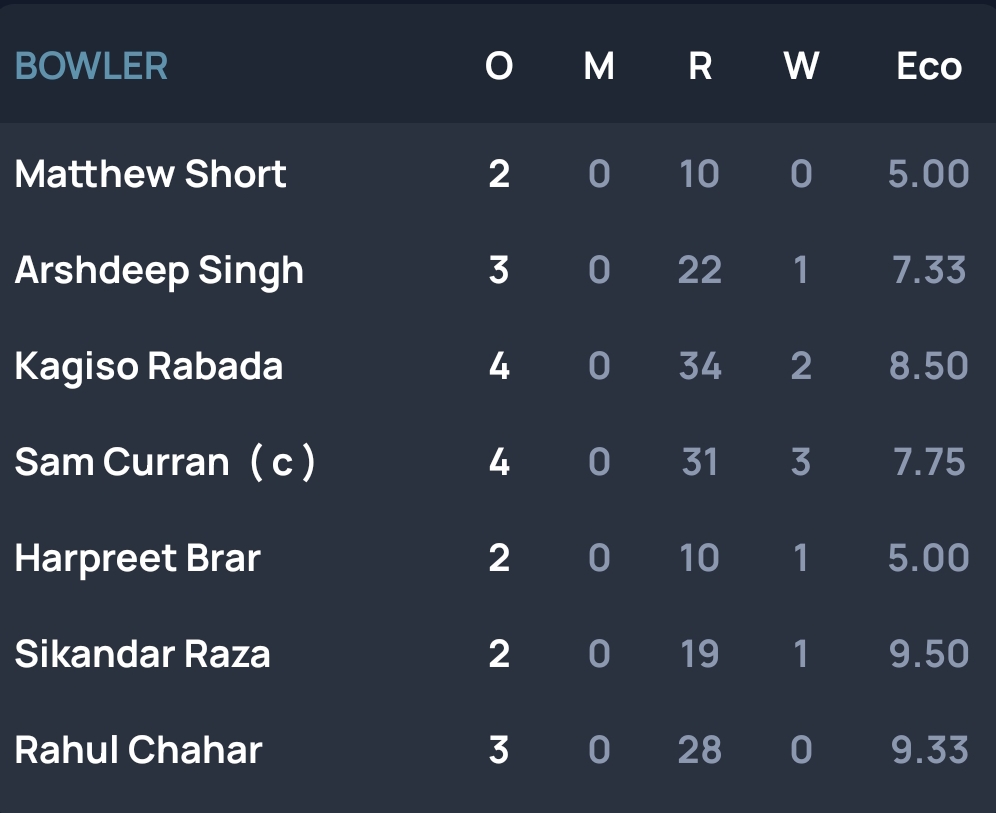 BOWLER O M R W Eco
Matthew Short 2 0 10 0 5.00
Arshdeep Singh 3 0 22 1 7.33
Kagiso Rabada 4 0 34 2 8.50
Sam Curran ( c ) 4 0 31 3 7.75
Harpreet Brar 2 0 10 1 5.00
Sikandar Raza 2 0 19 1 9.50
Rahul Chahar 3 0 28 0 9.33